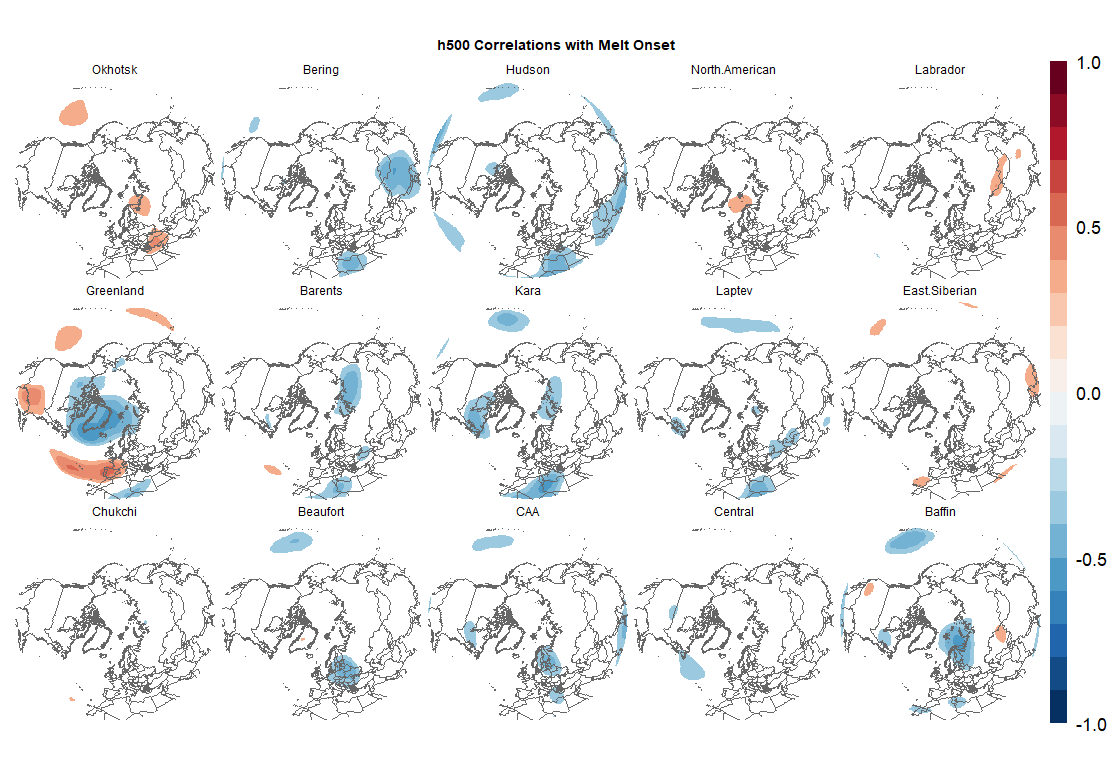 h500 Correlations with Melt Onset
Okhotsk
Bering
Hudson
North.American
Labrador
Greenland
Barents
Kara
Laptev
East.Siberian
Chukchi
Beaufort
CAA
Central
Baffin
1.0
0.5
0.0
-0.5
-1.0